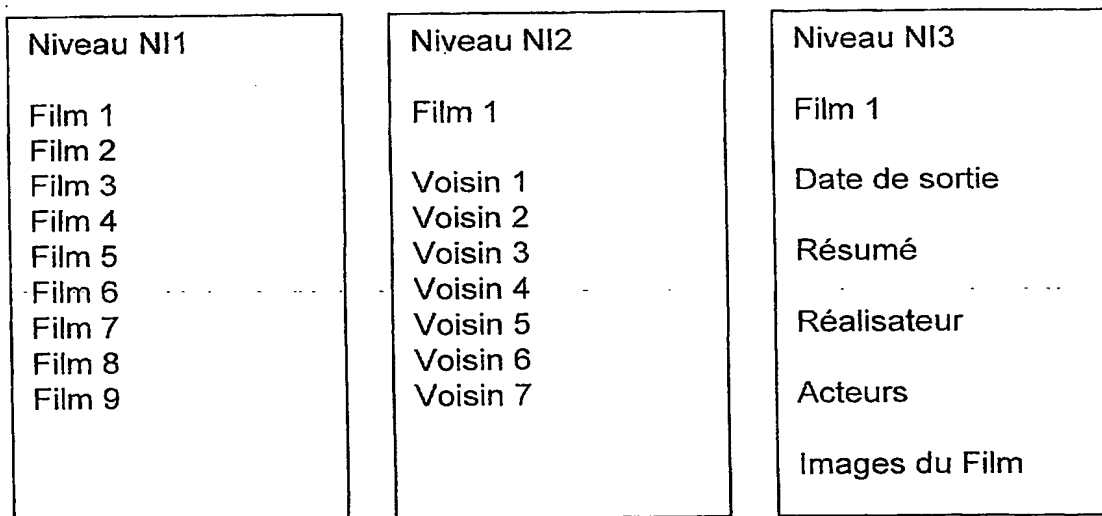 Niveau NI1
Film 1
Film 2
Film 3
Film 4
Film 5
Film 6
Film 7
Film 8
Film 9
Niveau NI2
Film 1
Voisin 1
Voisin 2
Voisin 3
Voisin 4
Voisin 5
Voisin 6
Voisin 7
Niveau NI3
Film 1
Date de sortie
Résumé
Réalisateur
Acteurs
Images du Film